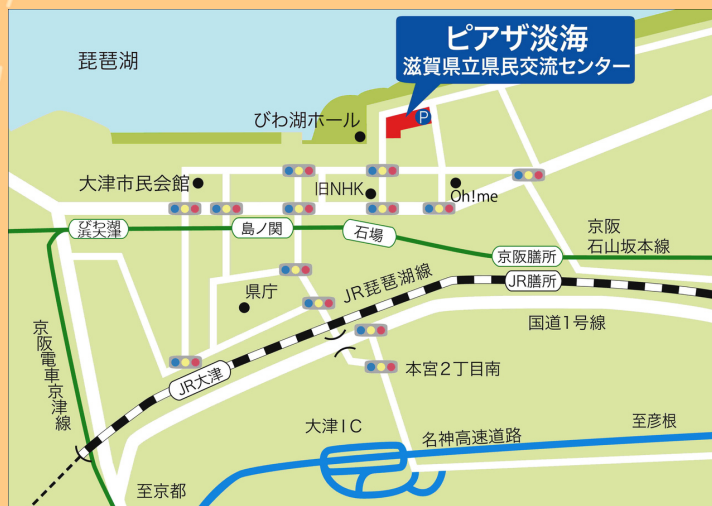 琵琶湖
ピアザ淡海
滋賀県立県民交流センター
P
びわ湖ホール
大津市民会館
旧NHK
Oh!me
びわ湖
浜大津
島ノ関
石場
京阪
石山坂本線
京阪膳所
JR膳所
JR琵琶湖線
県庁
国道1号線
京阪電車京津線
JR大津
本宮2丁目南
大津IC
名神高速道路
至彦根
至京都